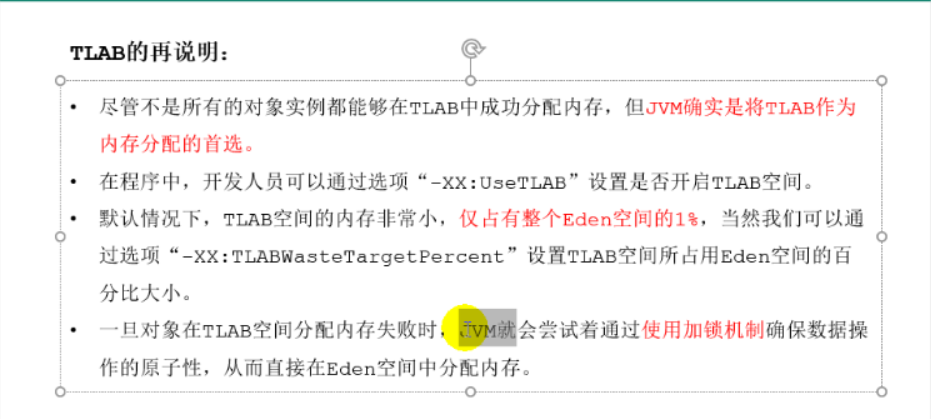 TLAB的再说明：
• 尽管不是所有的对象实例都能够在TLAB中成功分配内存，但JVM确实是将TLAB作为
内存分配的首选。
• 在程序中，开发人员可以通过选项“-XX:UseTLAB”设置是否开启TLAB空间。
• 默认情况下，TLAB空间的内存非常小，仅占有整个Eden空间的1%，当然我们可以通
过选项“-XX:TLABWasteTargetPercent”设置TLAB空间所占用Eden空间的百
分比大小。
• 一旦对象在TLAB空间分配内存失败时，JVM就会尝试着通过使用加锁机制确保数据操
作的原子性，从而直接在Eden空间中分配内存。